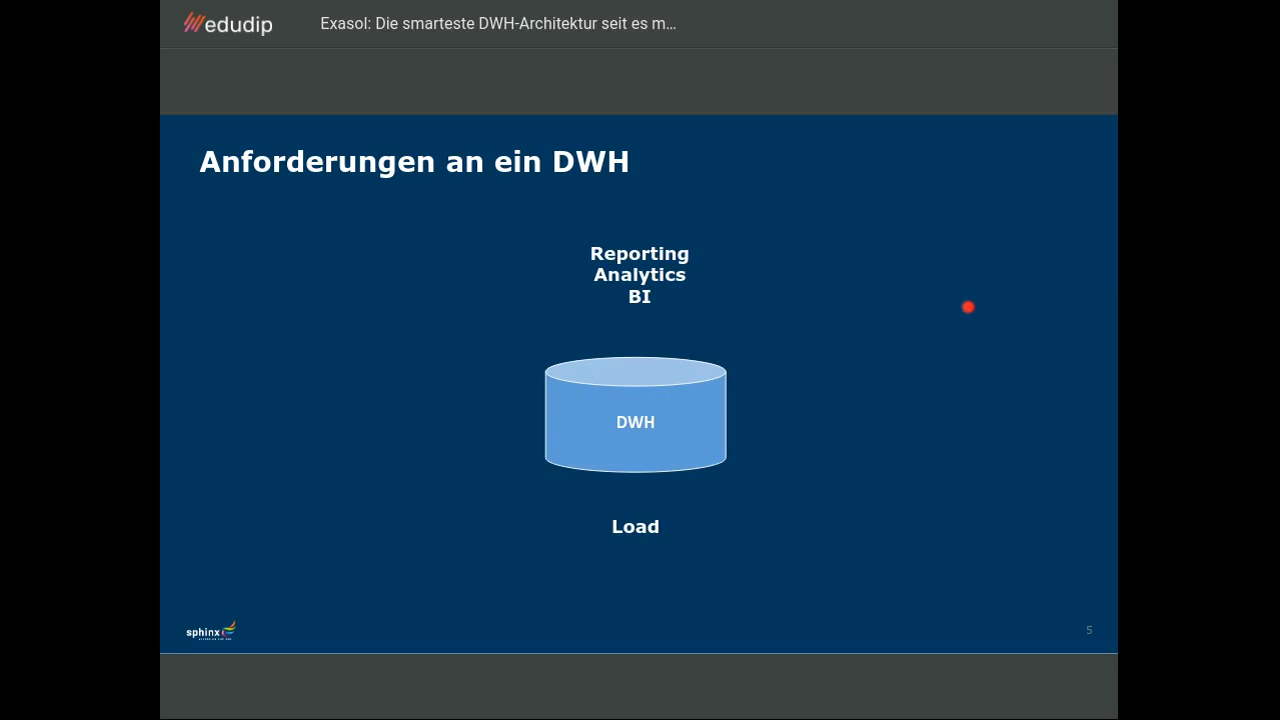 edudip
Exasol: Die smarteste DWH-Architektur seit es m...
Anforderungen an ein DWH
Reporting
Analytics
BI
DWH
Load
sphinx
5